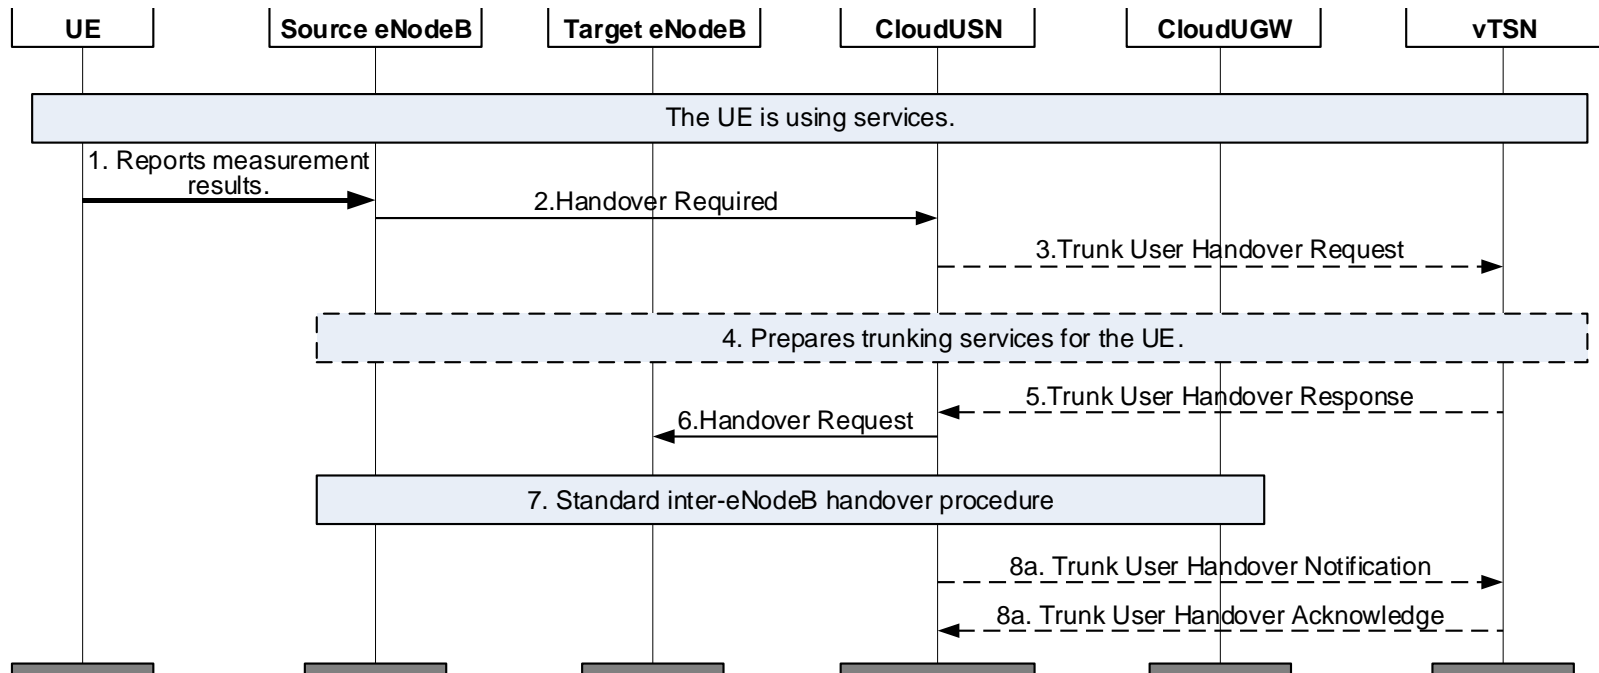 UE
Source eNodeB
Target eNodeB
CloudUSN
CloudUGW
vTSN
The UE is using services.
1. Reports measurement
results.
2.Handover Required
3.Trunk User Handover Request
4. Prepares trunking services for the UE.
5.Trunk User Handover Response
6.Handover Request
7. Standard inter-eNodeB handover procedure
8a. Trunk User Handover Notification
8a. Trunk User Handover Acknowledge